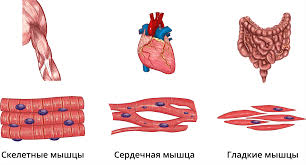 Скелетные мышцы
Сердечная мышца
Гладкие мышцы